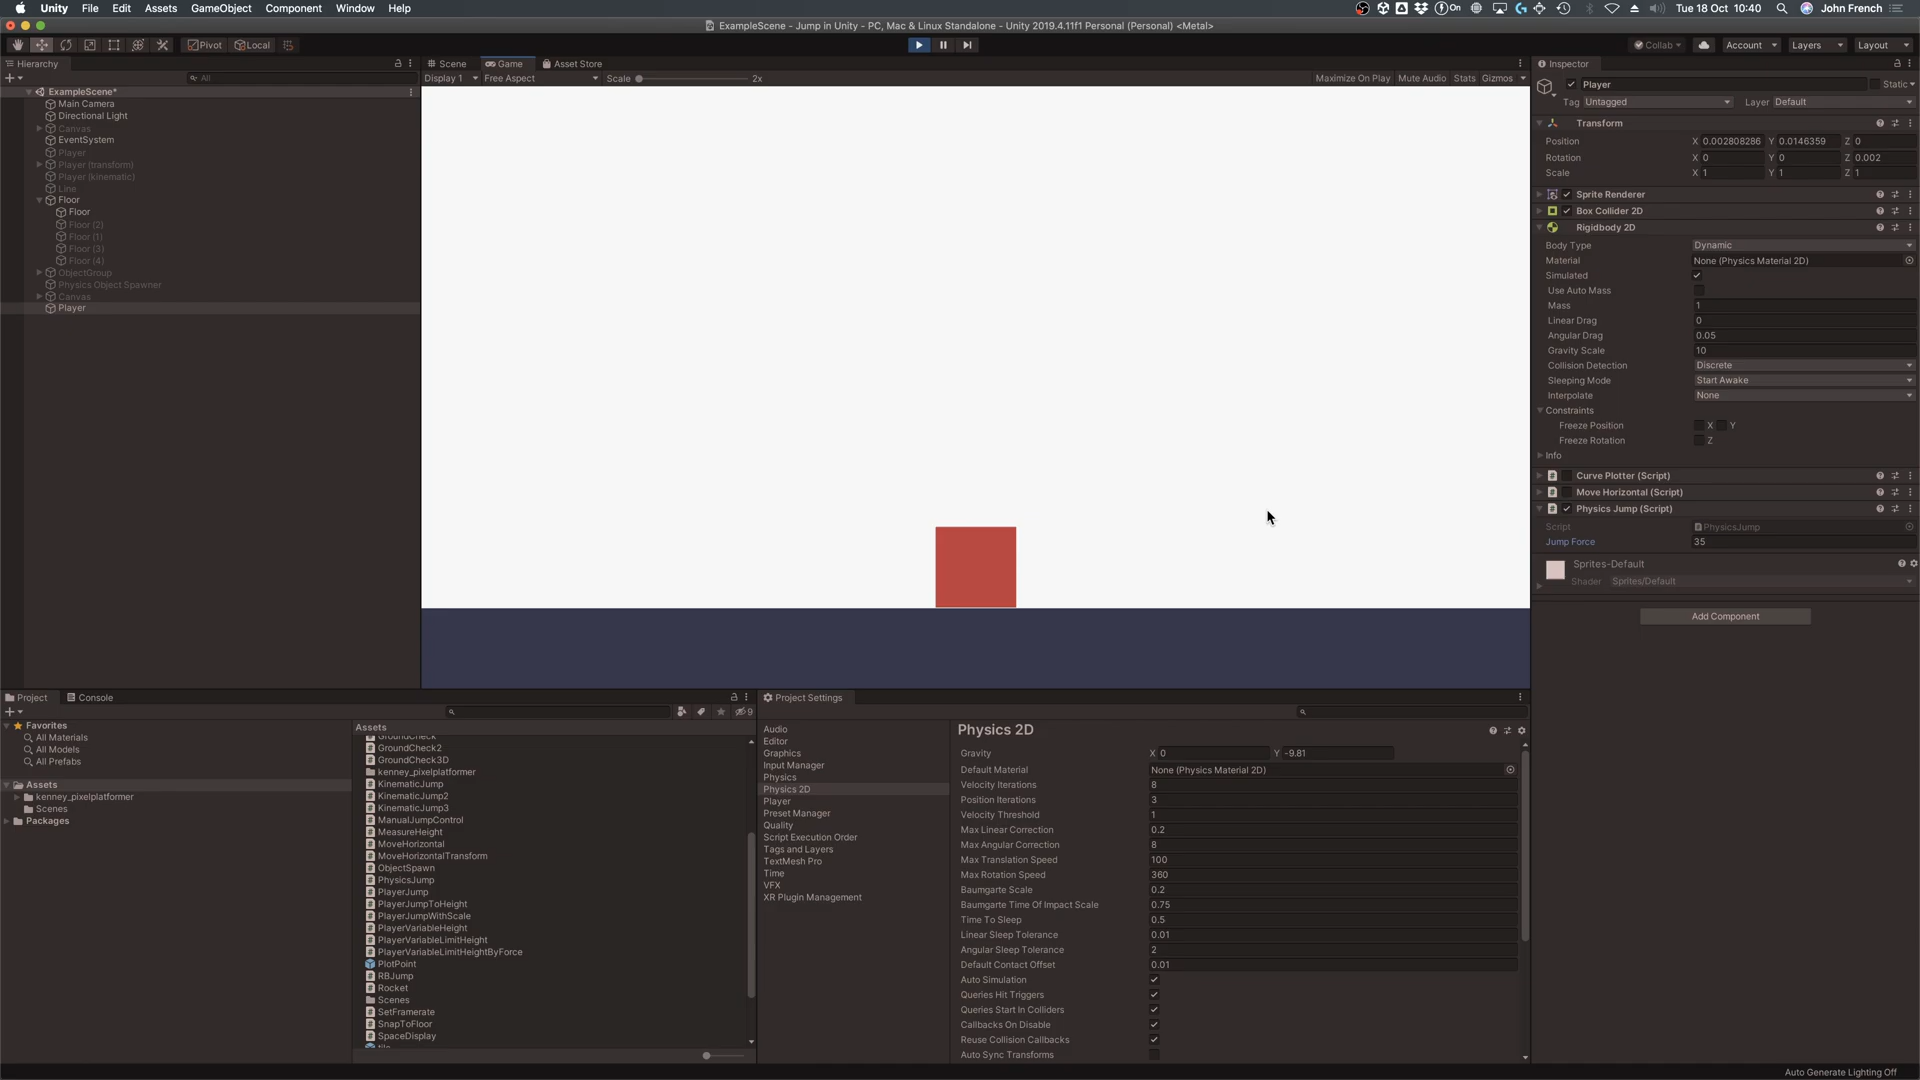 Unity File Edit Assets GameObject Component Window Help
On Tue 18 Oct 10:40 John French
ExampleScene - Jump in Unity - PC, Mac & Linux Standalone - Unity 2019.4.11f1 Personal (Personal) <Metal>
Pivot Local
Collab Account Layers Layout
Hierarchy
All
ExampleScene*
Main Camera
Directional Light
Canvas
EventSystem
Player
Player (transform)
Player (kinematic)
Line
Floor
Floor
Floor (2)
Floor (1)
Floor (3)
Floor (4)
ObjectGroup
Physics Object Spawner
Canvas
Player
Scene Game Asset Store
Display 1 Free Aspect Scale 2x Maximize On Play Mute Audio Stats Gizmos
Inspector
Player Static
Tag Untagged Layer Default
Transform
Position X 0.002808286 Y 0.0146359 Z 0
Rotation X 0 Y 0 Z 0.002
Scale X 1 Y 1 Z 1
Sprite Renderer
Box Collider 2D
Rigidbody 2D
Body Type Dynamic
Material None (Physics Material 2D)
Simulated
Use Auto Mass
Mass 1
Linear Drag 0
Angular Drag 0.05
Gravity Scale 10
Collision Detection Discrete
Sleeping Mode Start Awake
Interpolate None
Constraints
Freeze Position X Y
Freeze Rotation Z
Info
Curve Plotter (Script)
Move Horizontal (Script)
Physics Jump (Script)
Script PhysicsJump
Jump Force 35
Sprites-Default
Shader Sprites/Default
Add Component
Project Console
9
Favorites
All Materials
All Models
All Prefabs
Assets
kenney_pixelplatformer
Scenes
Packages
Assets
GroundCheck
GroundCheck2
GroundCheck3D
kenney_pixelplatformer
KinematicJump
KinematicJump2
KinematicJump3
ManualJumpControl
MeasureHeight
MoveHorizontal
MoveHorizontalTransform
ObjectSpawn
PhysicsJump
PlayerJump
PlayerJumpToHeight
PlayerJumpWithScale
PlayerVariableHeight
PlayerVariableLimitHeight
PlayerVariableLimitHeightByForce
PlotPoint
RBJump
Rocket
Scenes
SetFramerate
SnapToFloor
SpaceDisplay
Project Settings
Audio
Editor
Graphics
Input Manager
Physics
Physics 2D
Player
Preset Manager
Quality
Script Execution Order
Tags and Layers
TextMesh Pro
Time
VFX
XR Plugin Management
Physics 2D
Gravity X 0 Y -9.81
Default Material None (Physics Material 2D)
Velocity Iterations 8
Position Iterations 3
Velocity Threshold 1
Max Linear Correction 0.2
Max Angular Correction 8
Max Translation Speed 100
Max Rotation Speed 360
Baumgarte Scale 0.2
Baumgarte Time Of Impact Scale 0.75
Time To Sleep 0.5
Linear Sleep Tolerance 0.01
Angular Sleep Tolerance 2
Default Contact Offset 0.01
Auto Simulation
Queries Hit Triggers
Queries Start In Colliders
Callbacks On Disable
Reuse Collision Callbacks
Auto Sync Transforms
Auto Generate Lighting Off